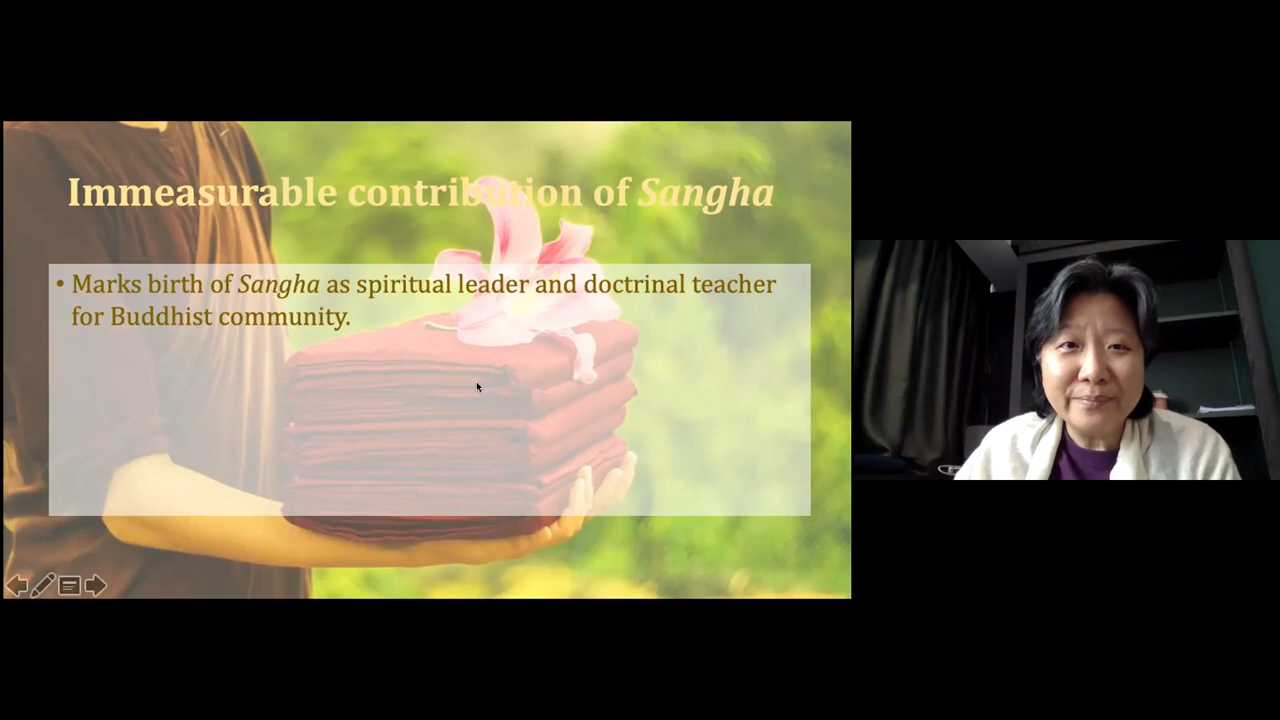 Immeasurable contribution of Sangha
• Marks birth of Sangha as spiritual leader and doctrinal teacher
for Buddhist community.